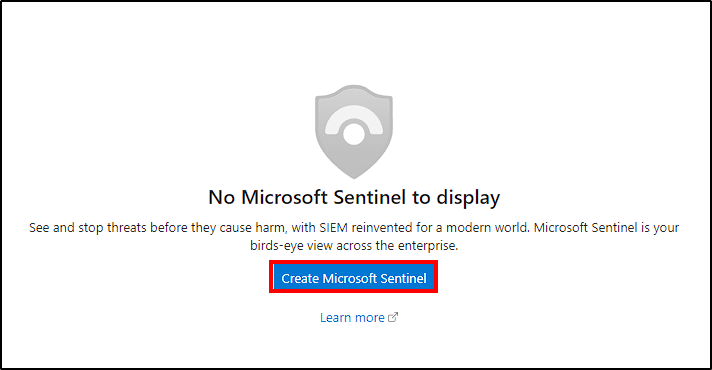 No Microsoft Sentinel to display
See and stop threats before they cause harm, with SIEM reinvented for a modern world. Microsoft Sentinel is your
birds-eye view across the enterprise.
Create Microsoft Sentinel
Learn more